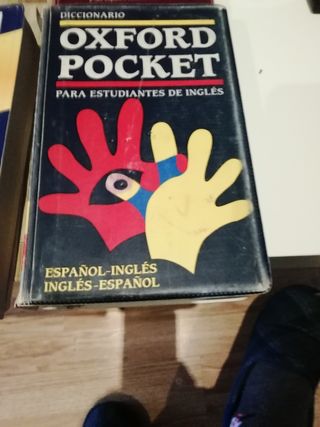 DICCIONARIO
OXFORD
POCKET
PARA ESTUDIANTES DE INGLÉS
ESPAÑOL-INGLÉS
INGLÉS-ESPAÑOL